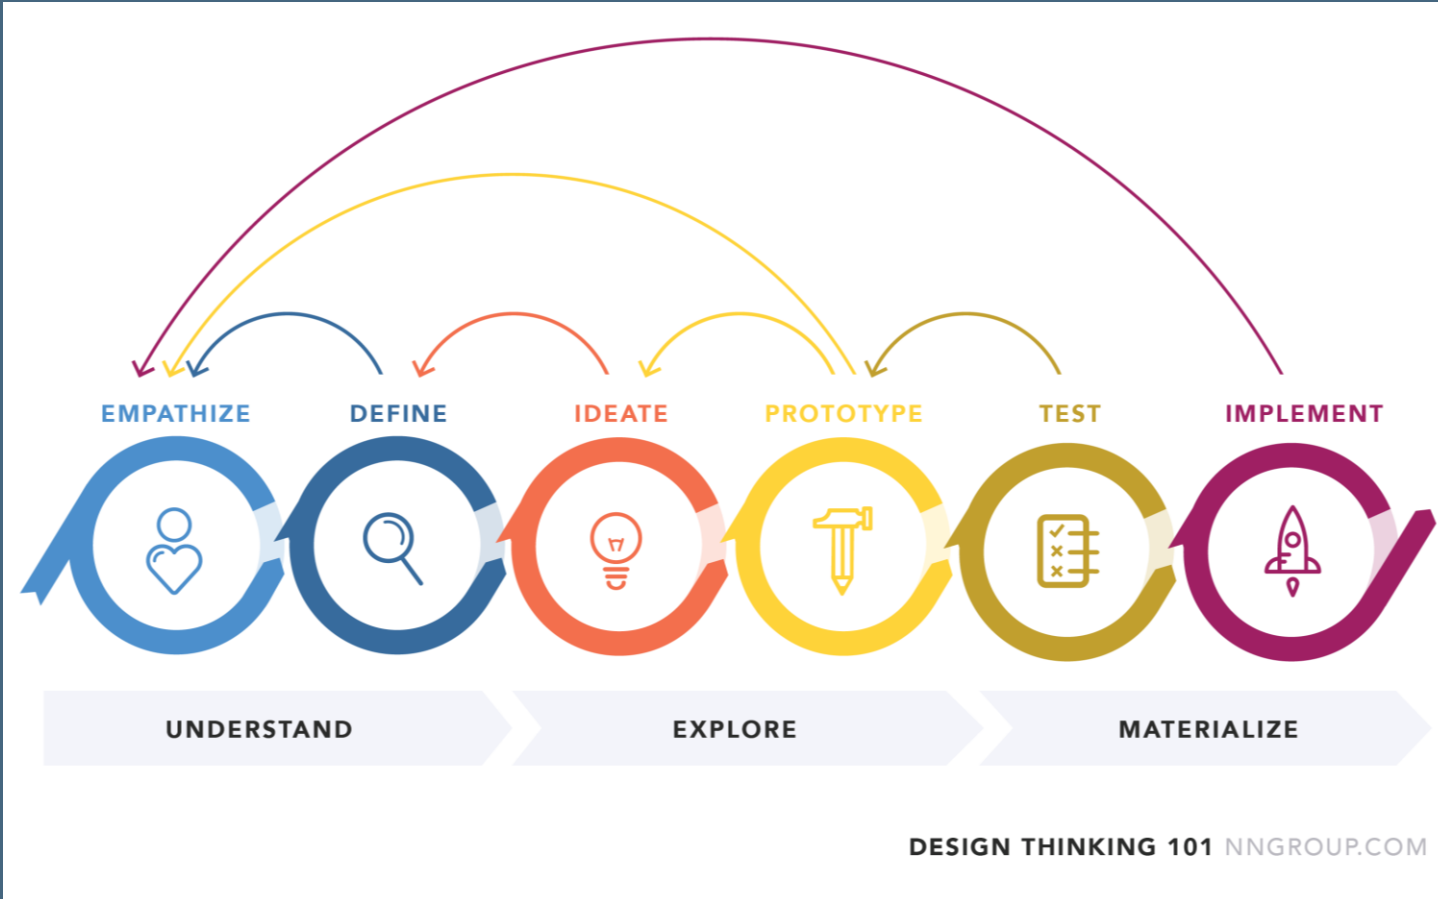 EMPATHIZE DEFINE IDEATE PROTOTYPE TEST IMPLEMENT
UNDERSTAND EXPLORE MATERIALIZE
DESIGN THINKING 101 NNGROUP.COM